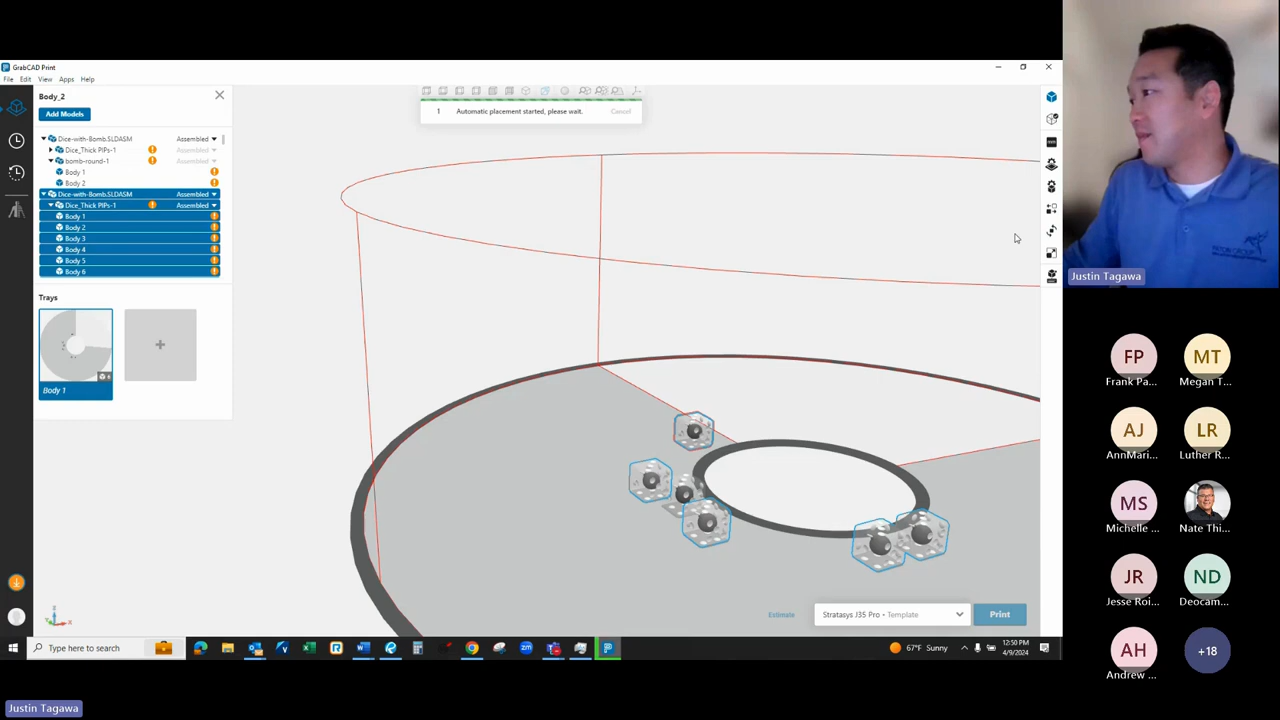 GrabCAD Print
File Edit View Apps Help
Body_2
Add Models
Dice-with-Bomb.SLDASM Assembled
Dice_Thick PIPs-1 Assembled
bomb-round-1 Assembled
Body 1
Body 2
Dice-with-Bomb.SLDASM Assembled
Dice_Thick PIPs-1 Assembled
Body 1
Body 2
Body 3
Body 4
Body 5
Body 6
Trays
Body 1
1 Automatic placement started, please wait. Cancel
Estimate
Stratasys J35 Pro - Template
Print
Type here to search
67°F Sunny
12:50 PM
4/9/2024
Justin Tagawa
FP
Frank Pa...
MT
Megan T...
AJ
AnnMari...
LR
Luther R...
MS
Michelle ...
Nate Thi...
JR
Jesse Roi...
ND
Deocam...
AH
Andrew ...
+18
Justin Tagawa